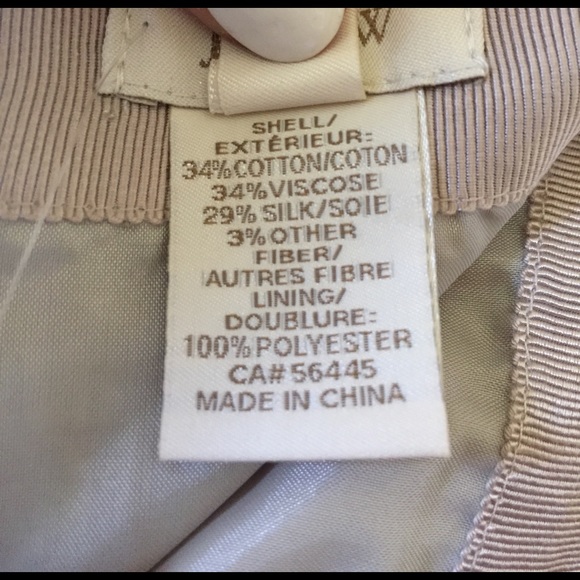 SHELL/
EXTÉRIEUR:
34%COTTON/COTON
34%VISCOSE
29% SILK/SOIE
3%OTHER
FIBER/
AUTRES FIBRE
LINING/
DOUBLURE:
100%POLYESTER
CA#56445
MADE IN CHINA